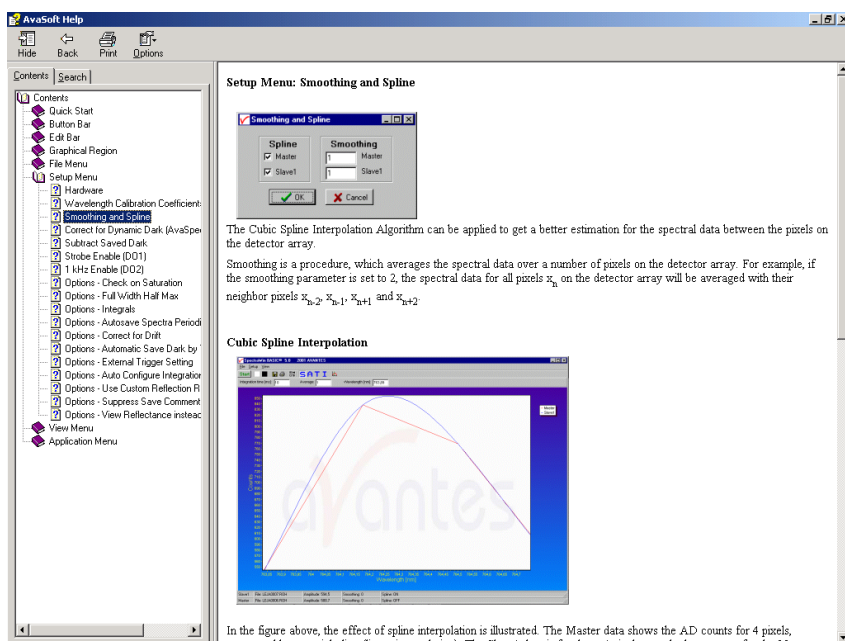 AvaSoft Help
Hide Back Print Options
Contents Search
Contents
Quick Start
Button Bar
Edit Bar
Graphical Region
File Menu
Setup Menu
Hardware
Wavelength Calibration Coefficient
Smoothing and Spline
Correct for Dynamic Dark (AvaSpe
Subtract Saved Dark
Strobe Enable (DO1)
1 kHz Enable (DO2)
Options - Check on Saturation
Options - Full Width Half Max
Options - Integrals
Options - Autosave Spectra Periodi
Options - Correct for Drift
Options - Automatic Save Dark by
Options - External Trigger Setting
Options - Auto Configure Integration
Options - Use Custom Reflection R
Options - Suppress Save Comment
Options - View Reflectance instead
View Menu
Application Menu
Setup Menu: Smoothing and Spline
Smoothing and Spline
Spline Smoothing
Master 1 Master
Slave1 1 Slave1
OK Cancel
The Cubic Spline Interpolation Algorithm can be applied to get a better estimation for the spectral data between the pixels on
the detector array.
Smoothing is a procedure, which averages the spectral data over a number of pixels on the detector array. For example, if
the smoothing parameter is set to 2, the spectral data for all pixels xn on the detector array will be averaged with their
neighbor pixels xn-2, xn-1, xn+1 and xn+2.
Cubic Spline Interpolation
File Setup View
Start SATI
Counts
avantes
Wavelength [nm]
In the figure above, the effect of spline interpolation is illustrated. The Master data shows the AD counts for 4 pixels,